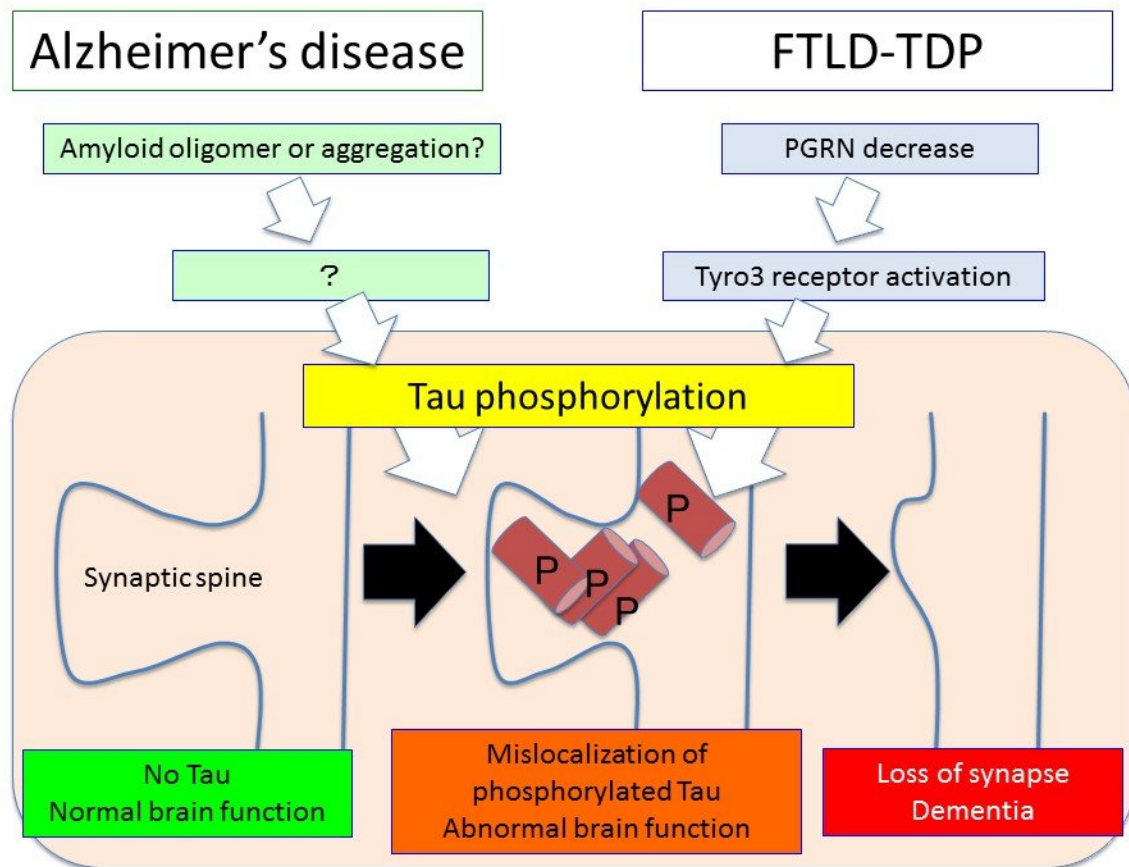 Alzheimer’s disease
FTLD-TDP
Amyloid oligomer or aggregation?
PGRN decrease
?
Tyro3 receptor activation
Tau phosphorylation
P
P
P
P
Synaptic spine
No Tau
Normal brain function
Mislocalization of
phosphorylated Tau
Abnormal brain function
Loss of synapse
Dementia